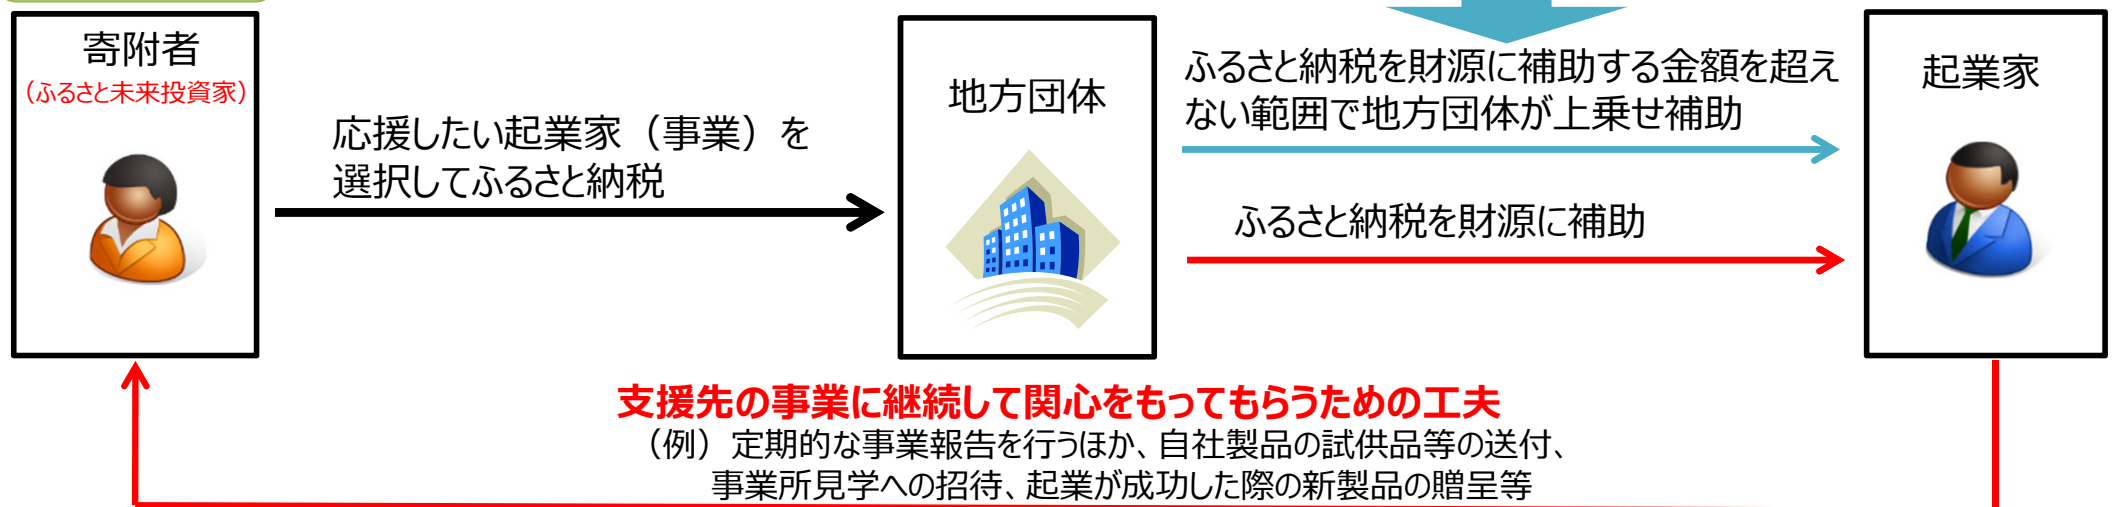 寄附者
（ふるさと未来投資家）
応援したい起業家（事業）を
選択してふるさと納税
地方団体
ふるさと納税を財源に補助する金額を超え
ない範囲で地方団体が上乗せ補助
ふるさと納税を財源に補助
起業家
支援先の事業に継続して関心をもってもらうための工夫
（例）定期的な事業報告を行うほか、自社製品の試供品等の送付、
事業所見学への招待、起業が成功した際の新製品の贈呈等